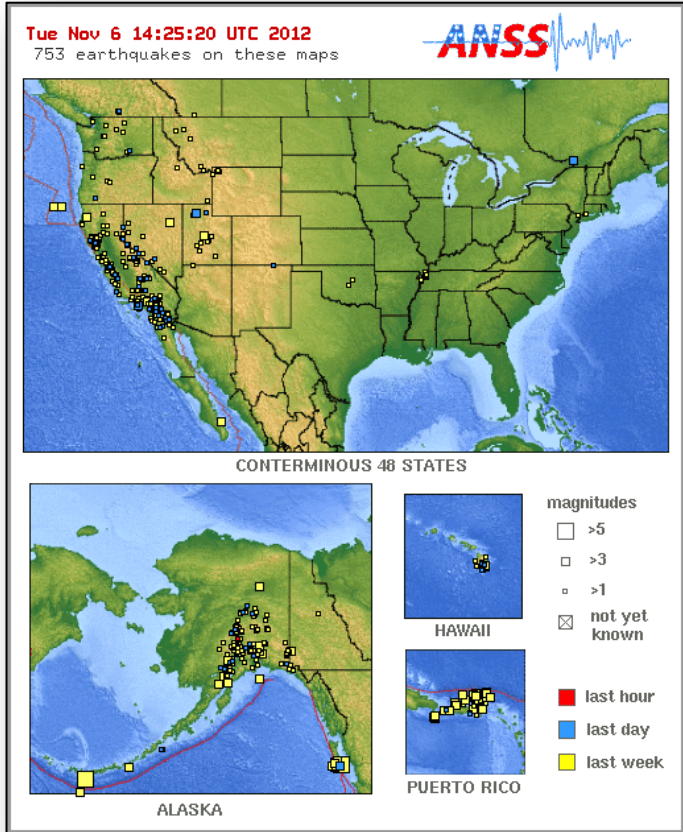 Tue Nov 6 14:25:20 UTC 2012
753 earthquakes on these maps
ANSS
CONTERMINOUS 48 STATES
magnitudes
>5
>3
>1
not yet
known
HAWAII
last hour
last day
last week
PUERTO RICO
ALASKA